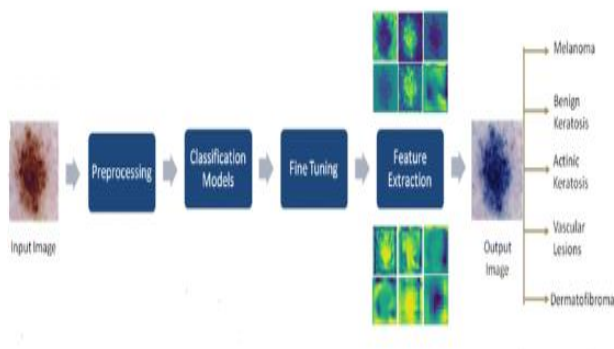 Input Image
Preprocessing
Classification
Models
Fine Tuning
Feature
Extraction
Output
Image
Melanoma
Benign
Keratosis
Actinic
Keratosis
Vascular
Lesions
Dermatofibroma